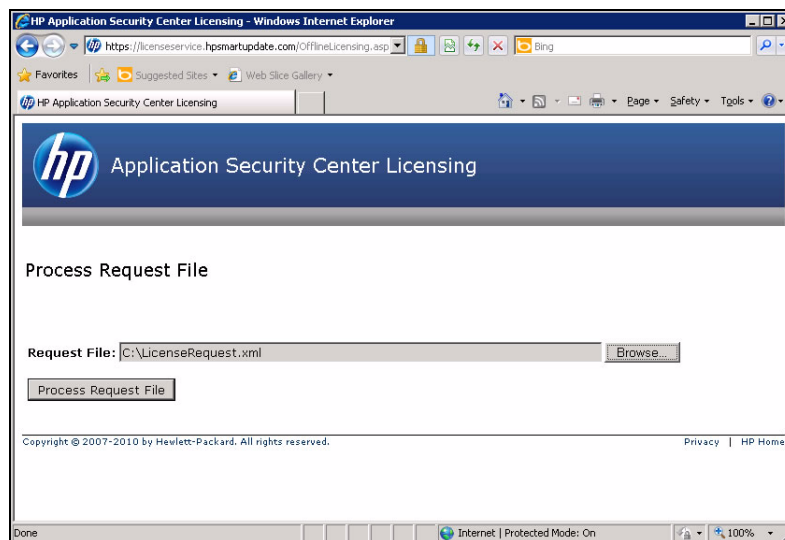 HP Application Security Center Licensing - Windows Internet Explorer
https://licenseservice.hpsmartupdate.com/OfflineLicensing.asp
Bing
Favorites Suggested Sites Web Slice Gallery
HP Application Security Center Licensing
Page Safety Tools
hp Application Security Center Licensing
Process Request File
Request File: C:\LicenseRequest.xml Browse...
Process Request File
Copyright © 2007-2010 by Hewlett-Packard. All rights reserved. Privacy | HP Home
Done Internet | Protected Mode: On 100%